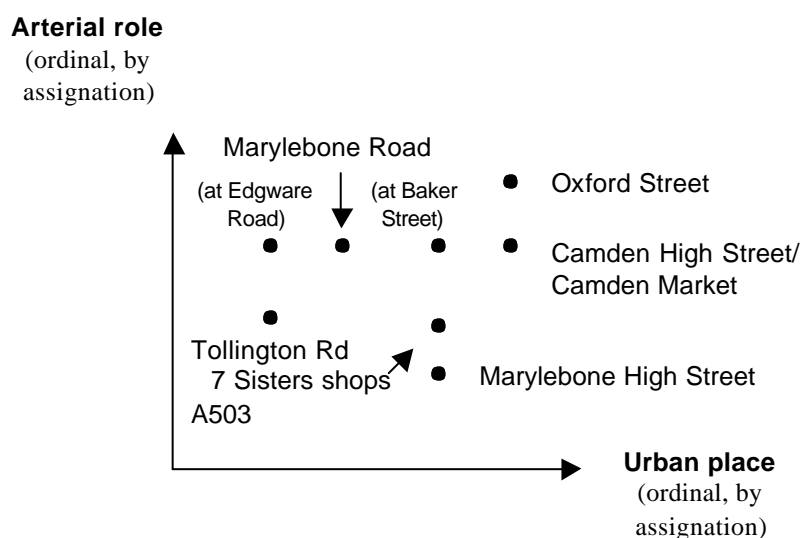 Arterial role
(ordinal, by
assignation)
Marylebone Road
(at Edgware
Road)
(at Baker
Street)
Oxford Street
Camden High Street/
Camden Market
Tollington Rd
7 Sisters shops
A503
Marylebone High Street
Urban place
(ordinal, by
assignation)